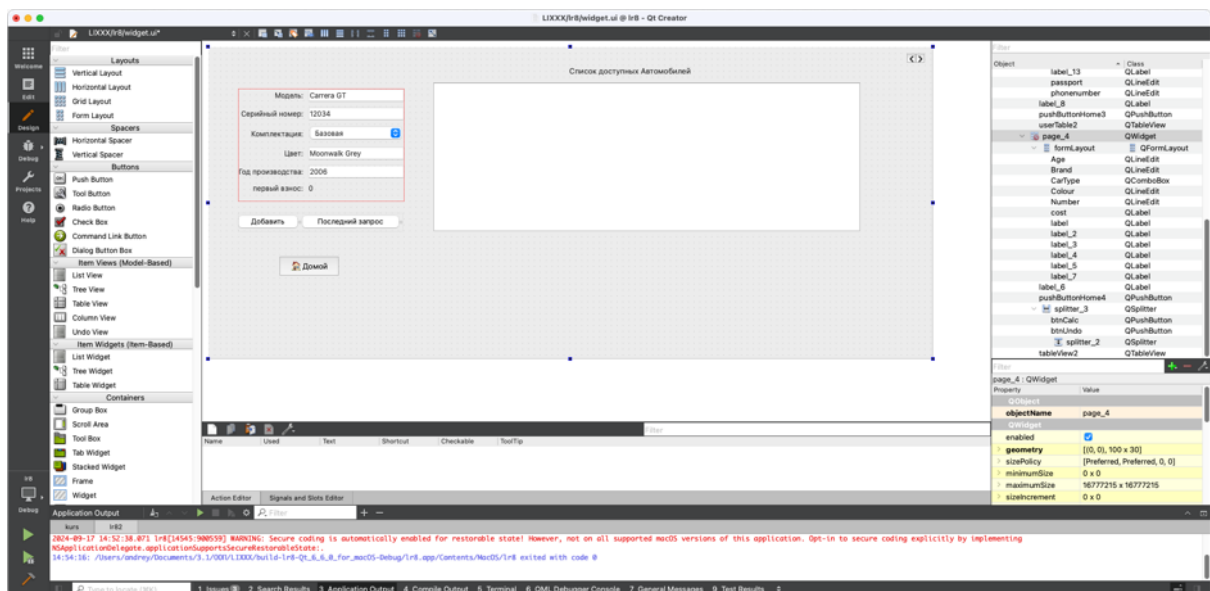 LIXXX/lr8/widget.ui @ lr8 - Qt Creator
LIXXX/lr8/widget.ui*
Welcome
Edit
Design
Debug
Projects
Help
lr8
Debug
Filter
Layouts
Vertical Layout
Horizontal Layout
Grid Layout
Form Layout
Spacers
Horizontal Spacer
Vertical Spacer
Buttons
Push Button
Tool Button
Radio Button
Check Box
Command Link Button
Dialog Button Box
Item Views (Model-Based)
List View
Tree View
Table View
Column View
Undo View
Item Widgets (Item-Based)
List Widget
Tree Widget
Table Widget
Containers
Group Box
Scroll Area
Tool Box
Tab Widget
Stacked Widget
Frame
Widget
Список доступных Автомобилей
Модель: Carrera GT
Серийный номер: 12034
Комплектация: Базовая
Цвет: Moonwalk Grey
Год производства: 2006
первый взнос: 0
Добавить Последний запрос
Домой
Filter
Name Used Text Shortcut Checkable ToolTip
Action Editor Signals and Slots Editor
Filter
Object Class
label_13 QLabel
passport QLineEdit
phonenumber QLineEdit
label_8 QLabel
pushButtonHome3 QPushButton
userTable2 QTableView
page_4 QWidget
formLayout QFormLayout
Age QLineEdit
Brand QLineEdit
CarType QComboBox
Colour QLineEdit
Number QLineEdit
cost QLabel
label QLabel
label_2 QLabel
label_3 QLabel
label_4 QLabel
label_5 QLabel
label_7 QLabel
label_6 QLabel
pushButtonHome4 QPushButton
splitter_3 QSplitter
btnCalc QPushButton
btnUndo QPushButton
splitter_2 QSplitter
tableView2 QTableView
Filter
page_4 : QWidget
Property Value
QObject
objectName page_4
QWidget
enabled
geometry [(0, 0), 100 x 30]
sizePolicy [Preferred, Preferred, 0, 0]
minimumSize 0 x 0
maximumSize 16777215 x 16777215
sizeIncrement 0 x 0
Application Output Filter
kurs lr82
2024-09-17 14:52:38.071 lr8[14545:900559] WARNING: Secure coding is automatically enabled for restorable state! However, not on all supported macOS versions of this application. Opt-in to secure coding explicitly by implementing
NSApplicationDelegate.applicationSupportsSecureRestorableState:.
14:54:16: /Users/andrey/Documents/3.1/ООП/LIXXX/build-lr8-Qt_6_6_0_for_macOS-Debug/lr8.app/Contents/MacOS/lr8 exited with code 0
Type to locate (⌘K) 1 Issues 3 2 Search Results 3 Application Output 4 Compile Output 5 Terminal 6 QML Debugger Console 7 General Messages 9 Test Results